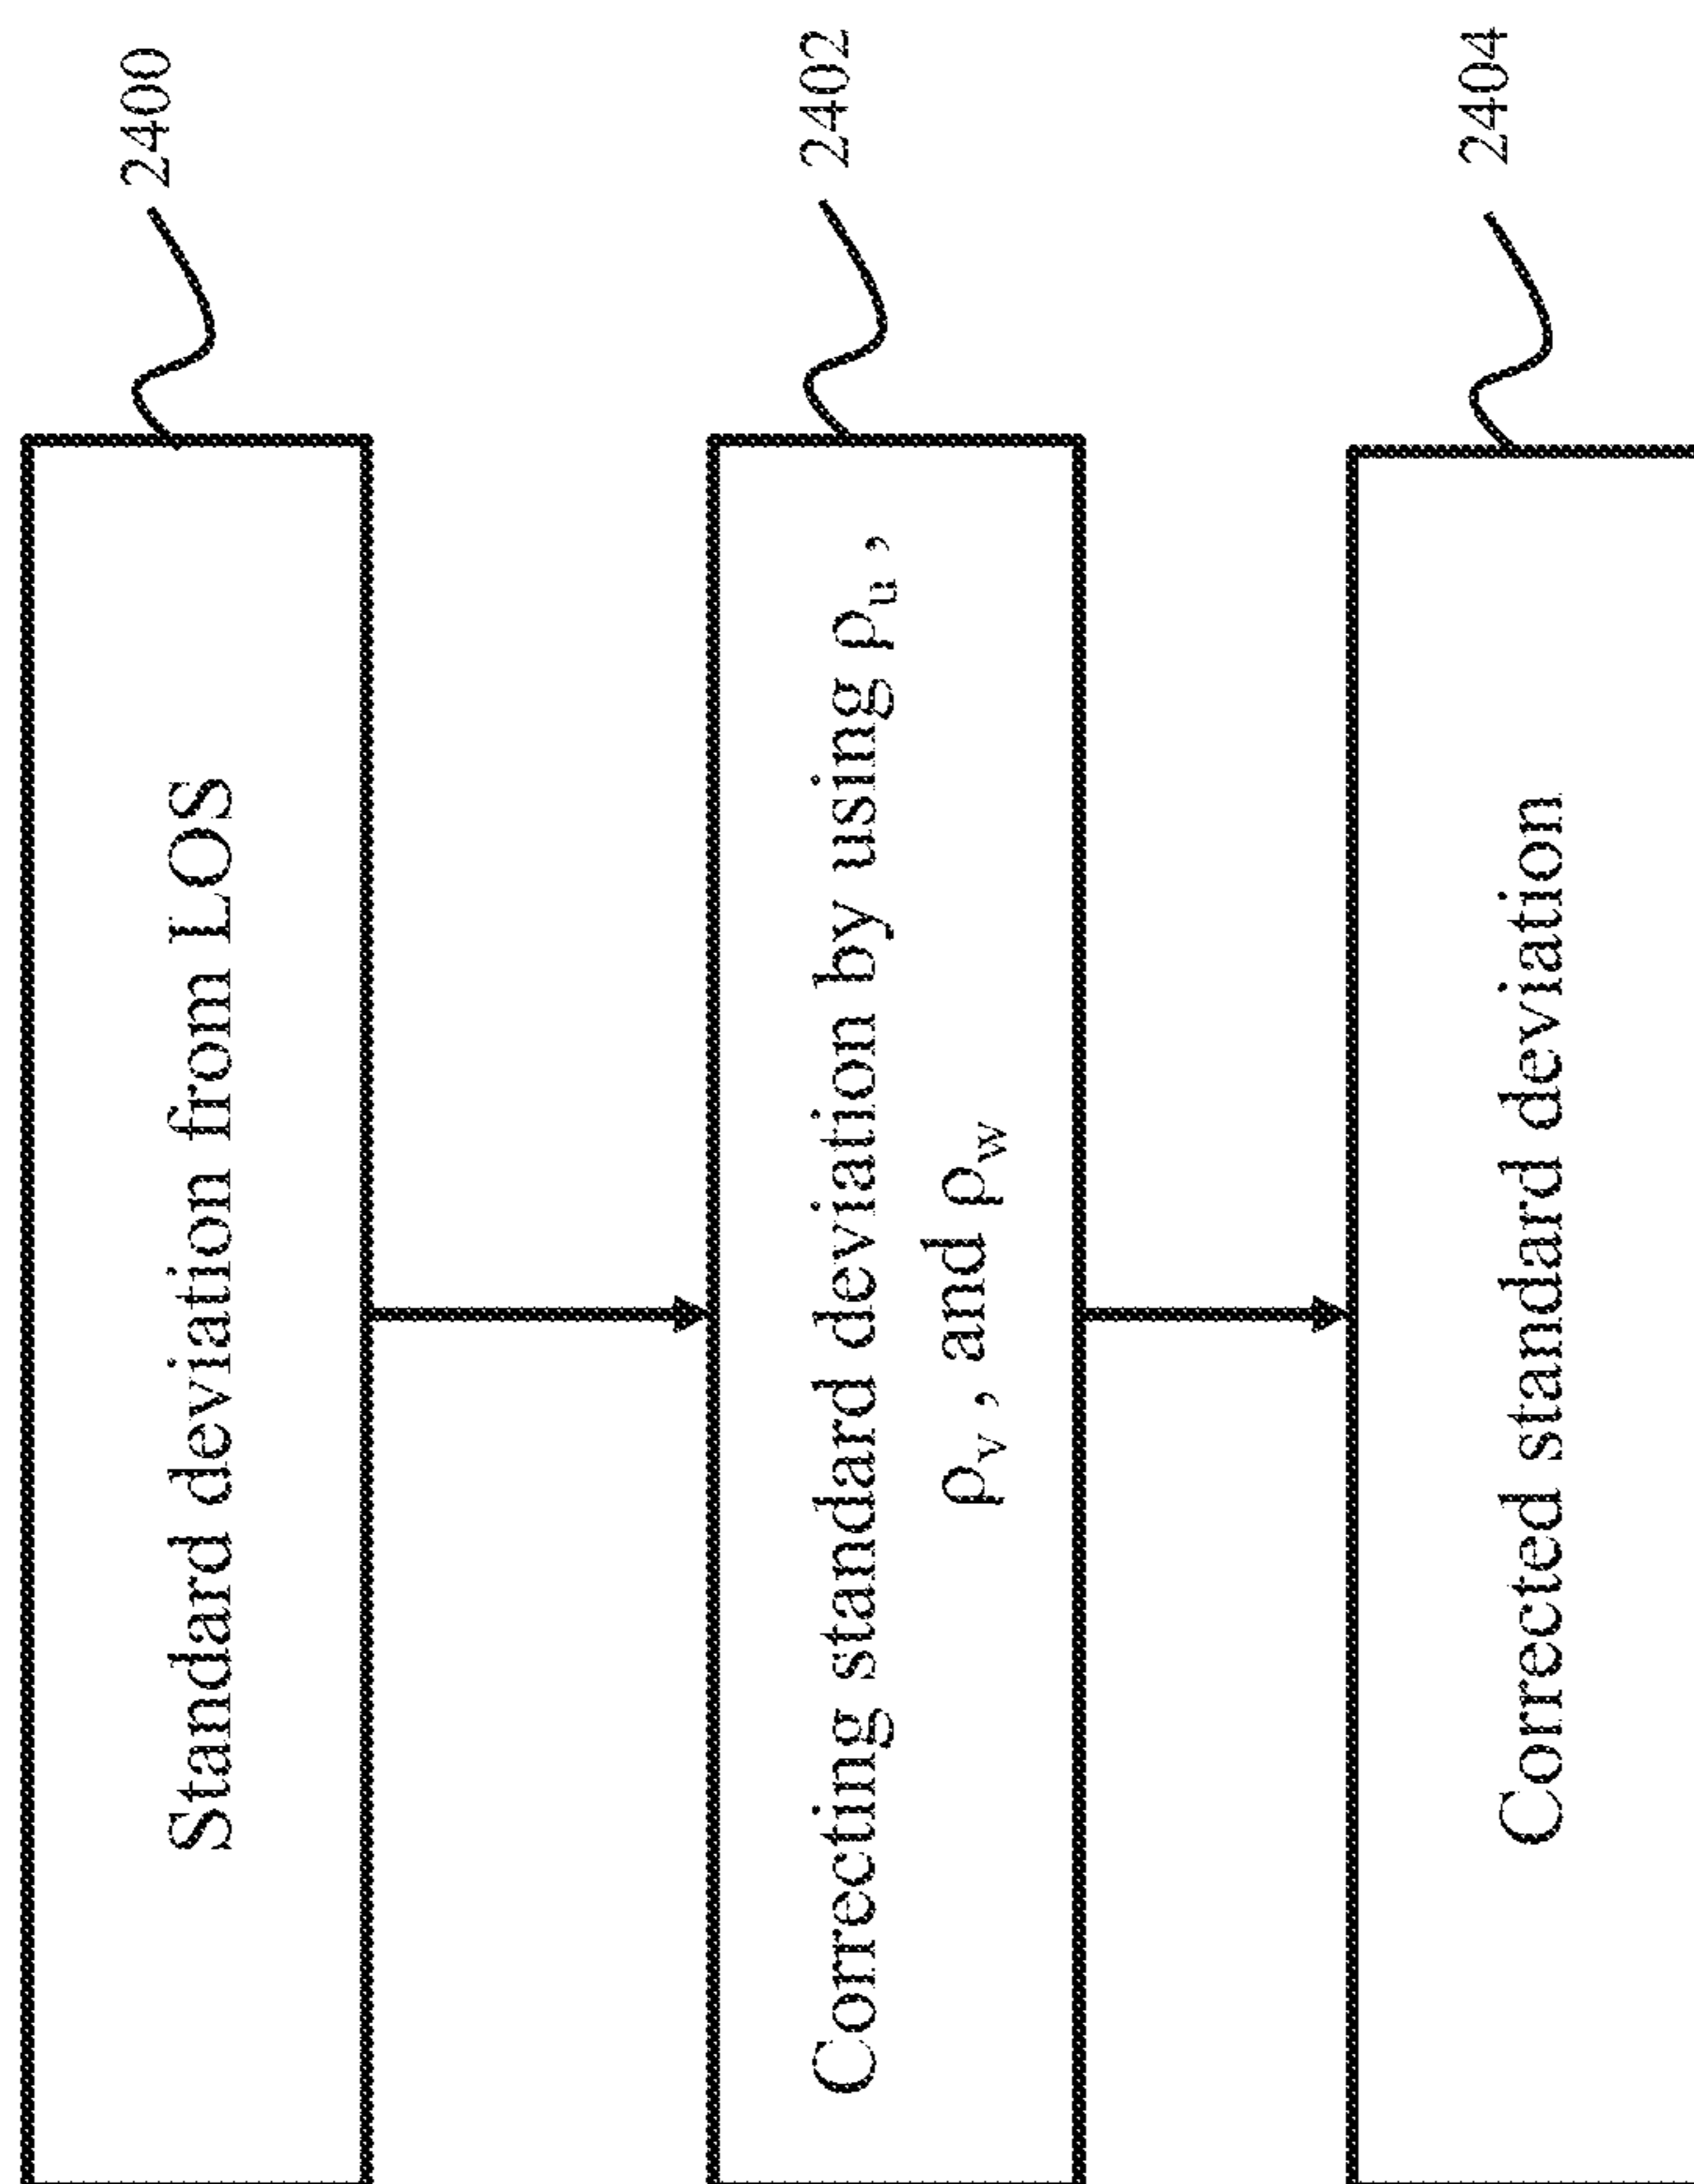 Standard deviation from LOS
2400
Correcting standard deviation by using ρu ,
ρv , and ρw
2402
Corrected standard deviation
2404